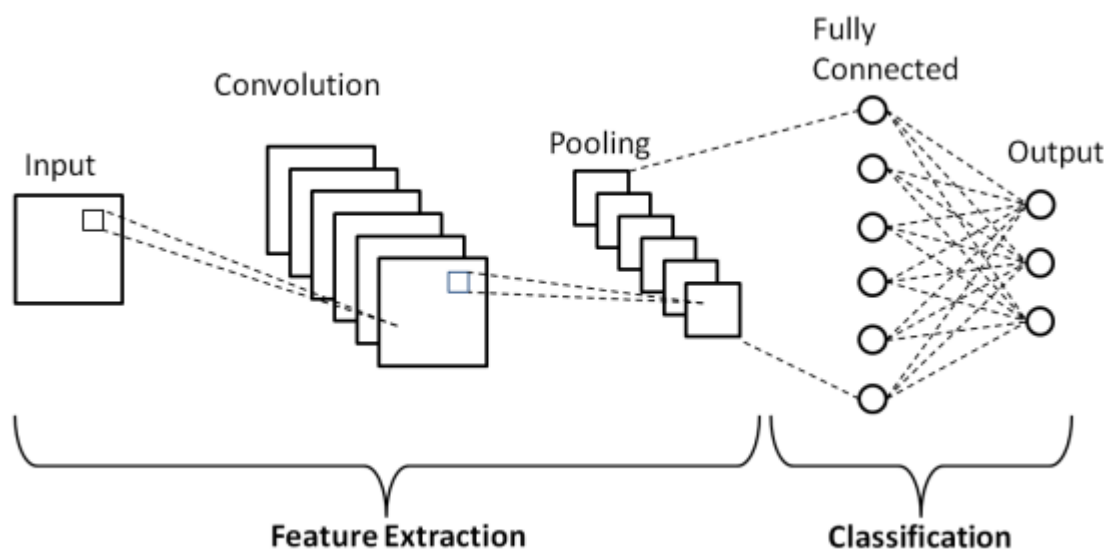 Fully
Connected
Convolution
Pooling
Output
Input
Feature Extraction
Classification